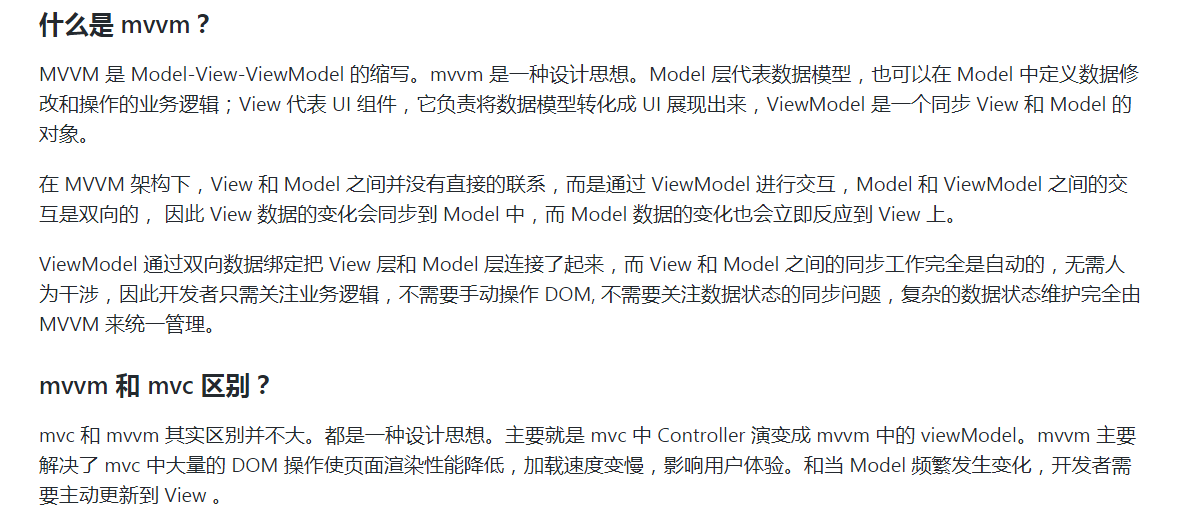 什么是 mvvm？
MVVM 是 Model-View-ViewModel 的缩写。mvvm 是一种设计思想。Model 层代表数据模型，也可以在 Model 中定义数据修
改和操作的业务逻辑；View 代表 UI 组件，它负责将数据模型转化成 UI 展现出来，ViewModel 是一个同步 View 和 Model 的
对象。
在 MVVM 架构下，View 和 Model 之间并没有直接的联系，而是通过 ViewModel 进行交互，Model 和 ViewModel 之间的交
互是双向的， 因此 View 数据的变化会同步到 Model 中，而 Model 数据的变化也会立即反应到 View 上。
ViewModel 通过双向数据绑定把 View 层和 Model 层连接了起来，而 View 和 Model 之间的同步工作完全是自动的，无需人
为干涉，因此开发者只需关注业务逻辑，不需要手动操作 DOM, 不需要关注数据状态的同步问题，复杂的数据状态维护完全由
MVVM 来统一管理。
mvvm 和 mvc 区别？
mvc 和 mvvm 其实区别并不大。都是一种设计思想。主要就是 mvc 中 Controller 演变成 mvvm 中的 viewModel。mvvm 主要
解决了 mvc 中大量的 DOM 操作使页面渲染性能降低，加载速度变慢，影响用户体验。和当 Model 频繁发生变化，开发者需
要主动更新到 View 。